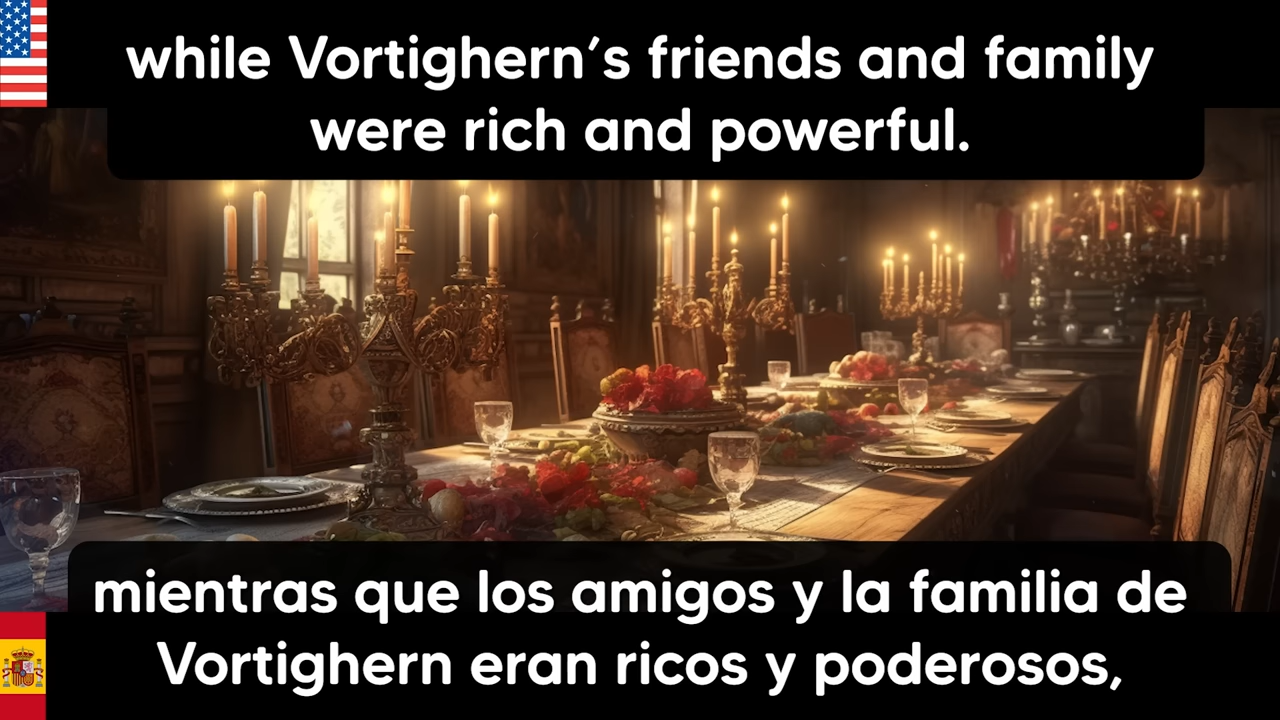 while Vortighern’s friends and family
were rich and powerful.
mientras que los amigos y la familia de
Vortighern eran ricos y poderosos,